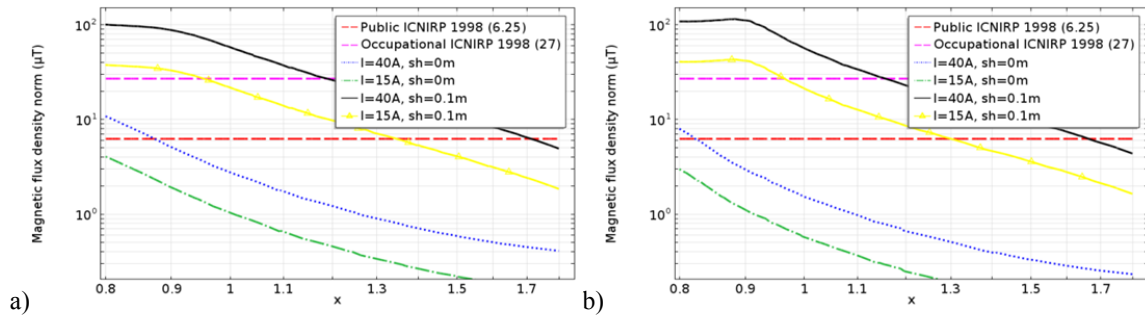 a)
Magnetic flux density norm (μT)
10²
10¹
10⁰
0.8 0.9 1 1.1 1.3 1.5 1.7
x
Public ICNIRP 1998 (6.25)
Occupational ICNIRP 1998 (27)
I=40A, sh=0m
I=15A, sh=0m
I=40A, sh=0.1m
I=15A, sh=0.1m
b)
Magnetic flux density norm (μT)
10²
10¹
10⁰
0.8 0.9 1 1.1 1.3 1.5 1.7
x
Public ICNIRP 1998 (6.25)
Occupational ICNIRP 1998 (27)
I=40A, sh=0m
I=15A, sh=0m
I=40A, sh=0.1m
I=15A, sh=0.1m